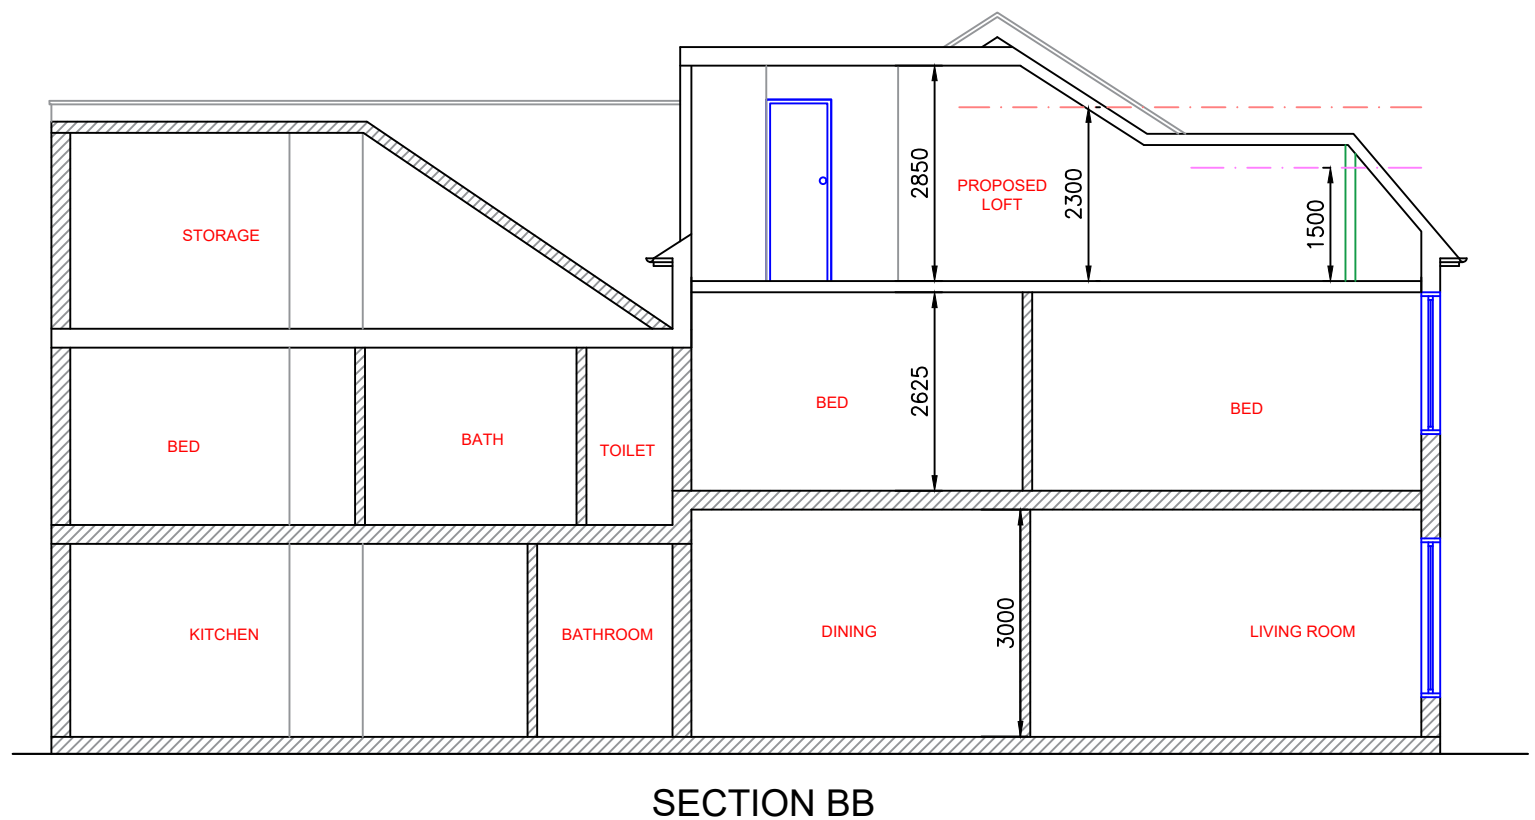 2850
PROPOSED
LOFT
2300
1500
STORAGE
2625
BED
BED
BATH
TOILET
BED
3000
KITCHEN
BATHROOM
DINING
LIVING ROOM
SECTION BB